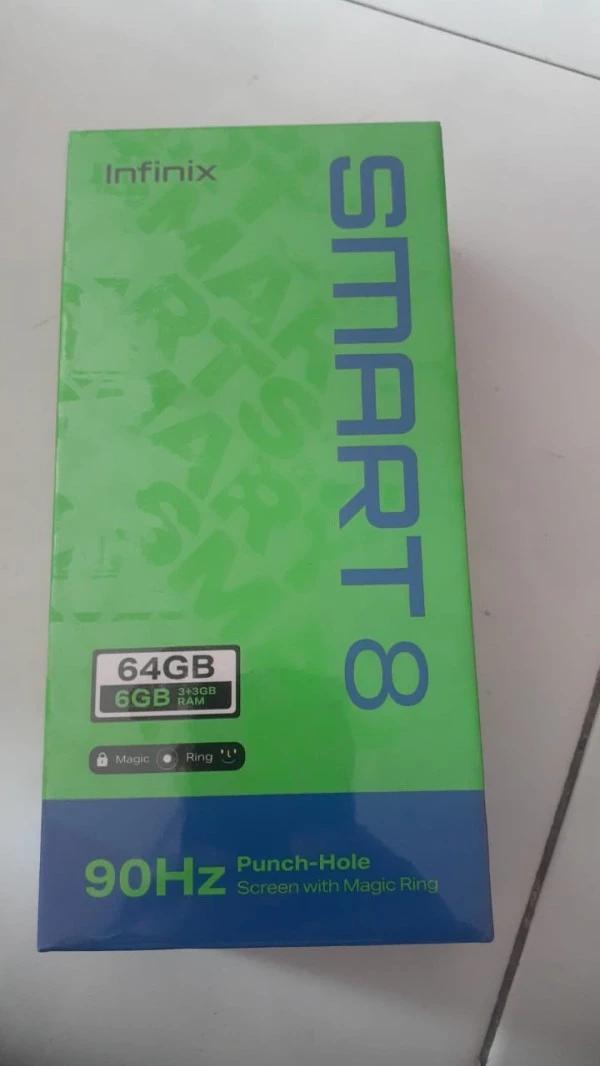 Infinix
SMART 8
64GB
6GB 3+3GB RAM
Magic Ring
90Hz Punch-Hole
Screen with Magic Ring